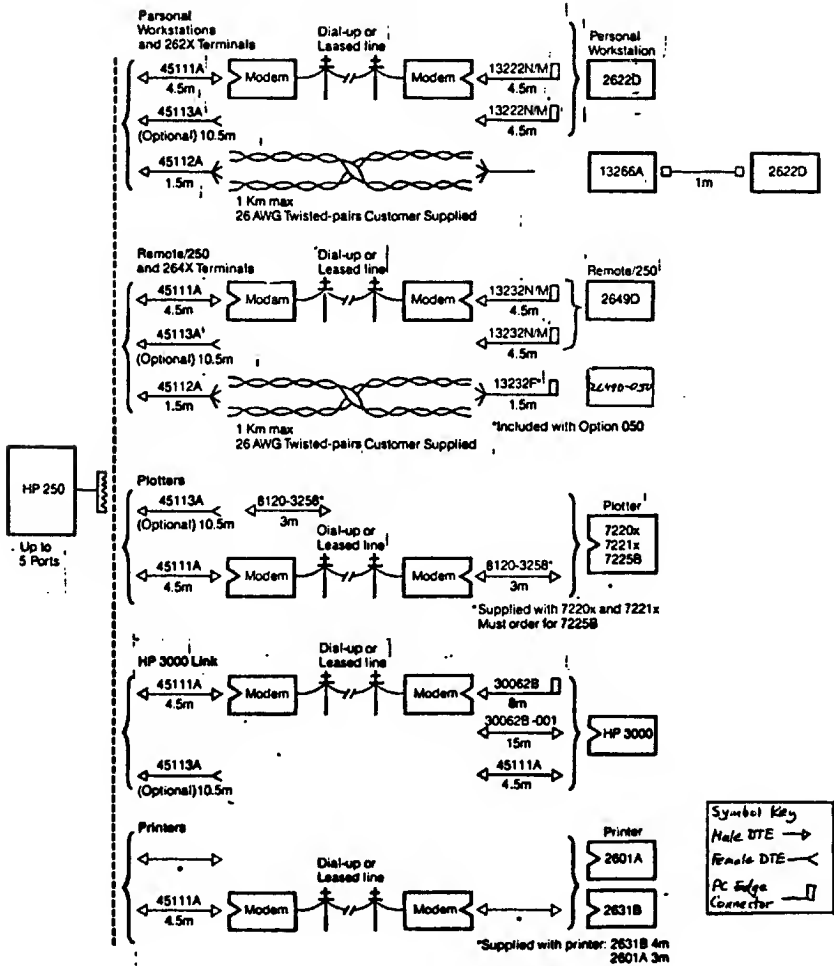 Parsonal
Workstations
and 262X Terminals
Dial-up or
Leased line
Personal
Workstation
45111A
4.5m
Modem
Modem
13222N/M
4.5m
2622D
45113A
(Optional) 10.5m
13222N/M
4.5m
45112A
1.5m
1 Km max
26 AWG Twisted-pairs Customer Supplied
13266A
1m
2622D
Remote/250
and 264X Terminals
Dial-up or
Leased line
Remote/250
45111A
4.5m
Modam
Modem
13232N/M
4.5m
2649D
45113A
(Optional) 10.5m
13232N/M
4.5m
45112A
1.5m
1 Km max
26 AWG Twisted-pairs Customer Supplied
13232F*
1.5m
2649D-050
*Included with Option 050
HP 250
Up to
5 Ports
Plotters
45113A
(Optional) 10.5m
8120-3258*
3m
Plotter
7220x
7221x
7225B
Dial-up or
Leased line
45111A
4.5m
Modem
Modem
8120-3258*
3m
*Supplied with 7220x and 7221x
Must order for 7225B
HP 3000 Link
Dial-up or
Leased line
45111A
4.5m
Modem
Modem
30062B
8m
30062B-001
15m
HP 3000
45113A
(Optional) 10.5m
45111A
4.5m
Printers
Printer
2601A
Dial-up or
Leased line
45111A
4.5m
Modem
Modem
2631B
*Supplied with printer: 2631B 4m
2601A 3m
Symbol Key
Male DTE
Female DTE
PC Edge
Connector